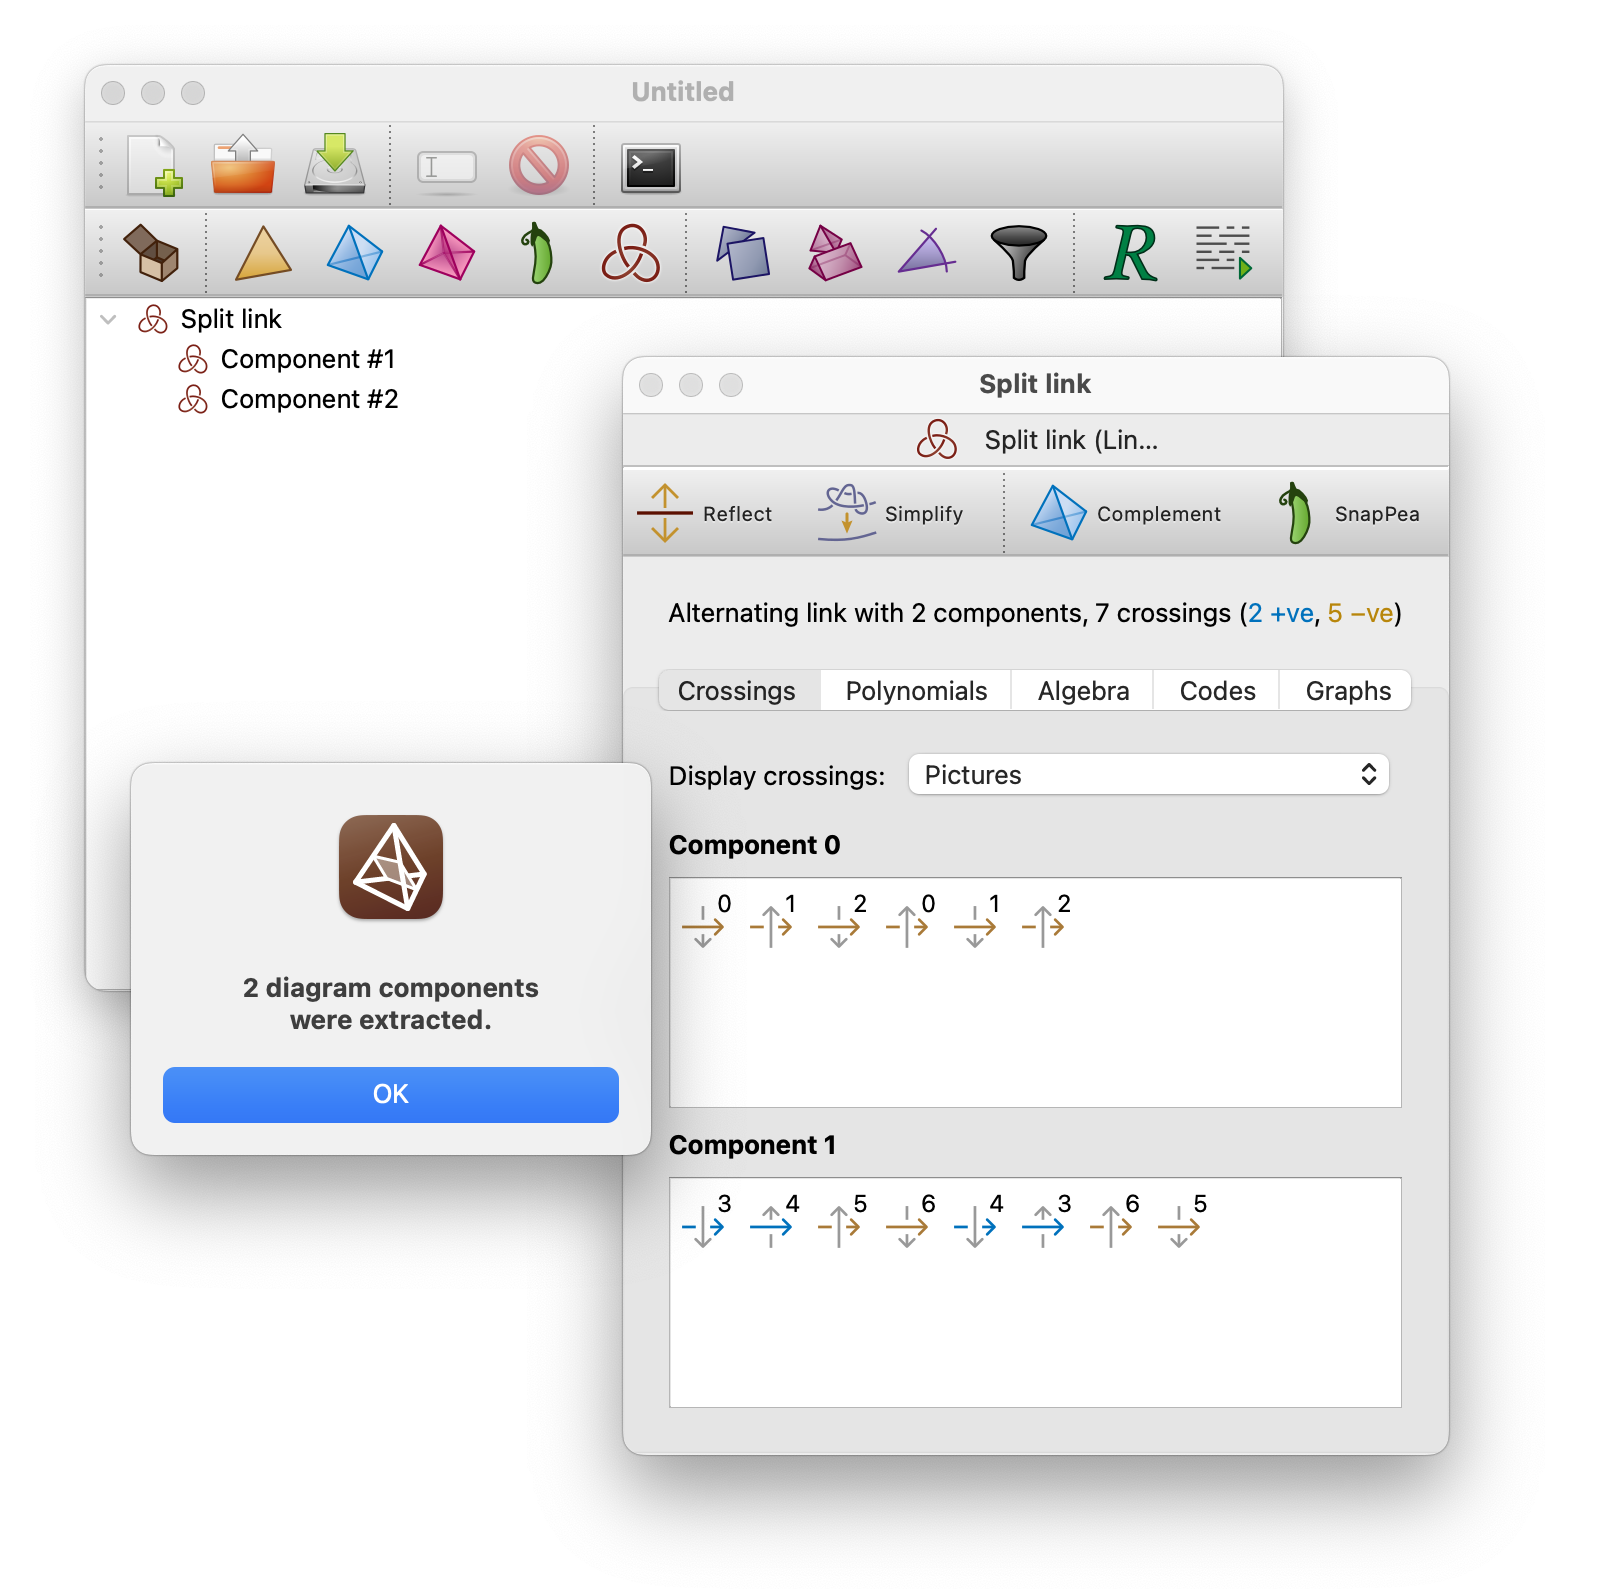 Untitled
Split link
Component #1
Component #2
Split link
Split link (Lin...
Reflect Simplify Complement SnapPea
Alternating link with 2 components, 7 crossings (2 +ve, 5 −ve)
Crossings Polynomials Algebra Codes Graphs
Display crossings: Pictures
Component 0
0 1 2 0 1 2
2 diagram components
were extracted.
OK
Component 1
3 4 5 6 4 3 6 5